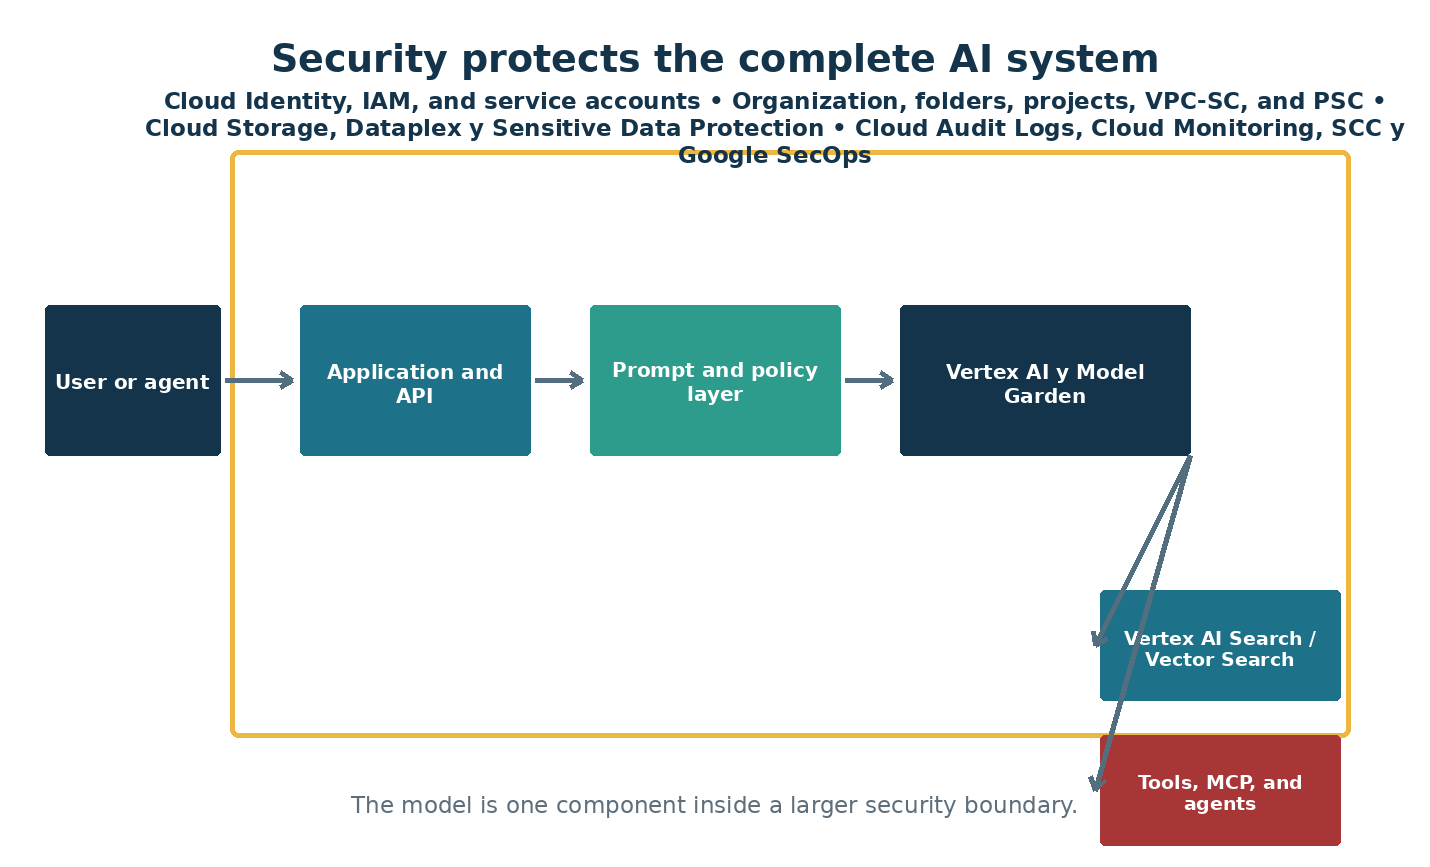 Security protects the complete AI system
Cloud Identity, IAM, and service accounts • Organization, folders, projects, VPC-SC, and PSC •
Cloud Storage, Dataplex y Sensitive Data Protection • Cloud Audit Logs, Cloud Monitoring, SCC y
Google SecOps
User or agent
Application and
API
Prompt and policy
layer
Vertex AI y Model
Garden
Vertex AI Search /
Vector Search
Tools, MCP, and
agents
The model is one component inside a larger security boundary.